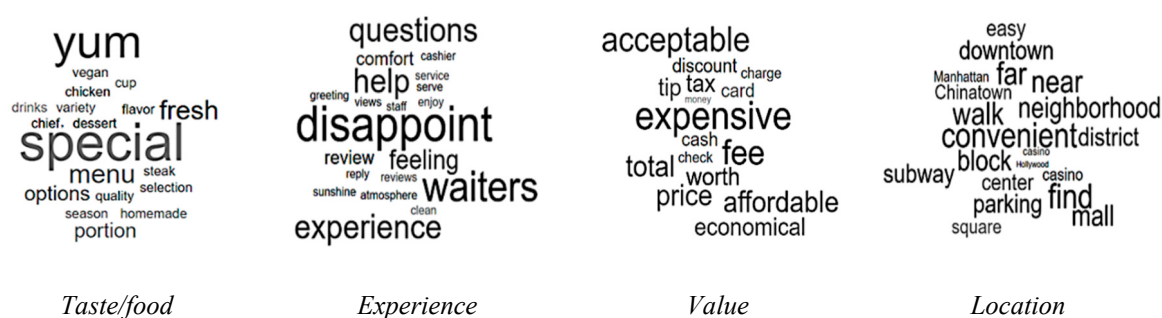 yum
vegan
cup
chicken
drinks variety flavor fresh
chief. dessert
special
menu steak
options quality selection
season homemade
portion
Taste/food
questions
comfort cashier
help service
serve
greeting views staff enjoy
disappoint
review feeling
reply reviews
sunshine atmosphere waiters
clean
experience
Experience
acceptable
discount charge
tip tax card
money
expensive
cash
total check fee
worth
price affordable
economical
Value
easy
downtown
Manhattan far near
Chinatown
walk neighborhood
convenient district
block casino
Hollywood
subway center casino
parking find
mall
square
Location